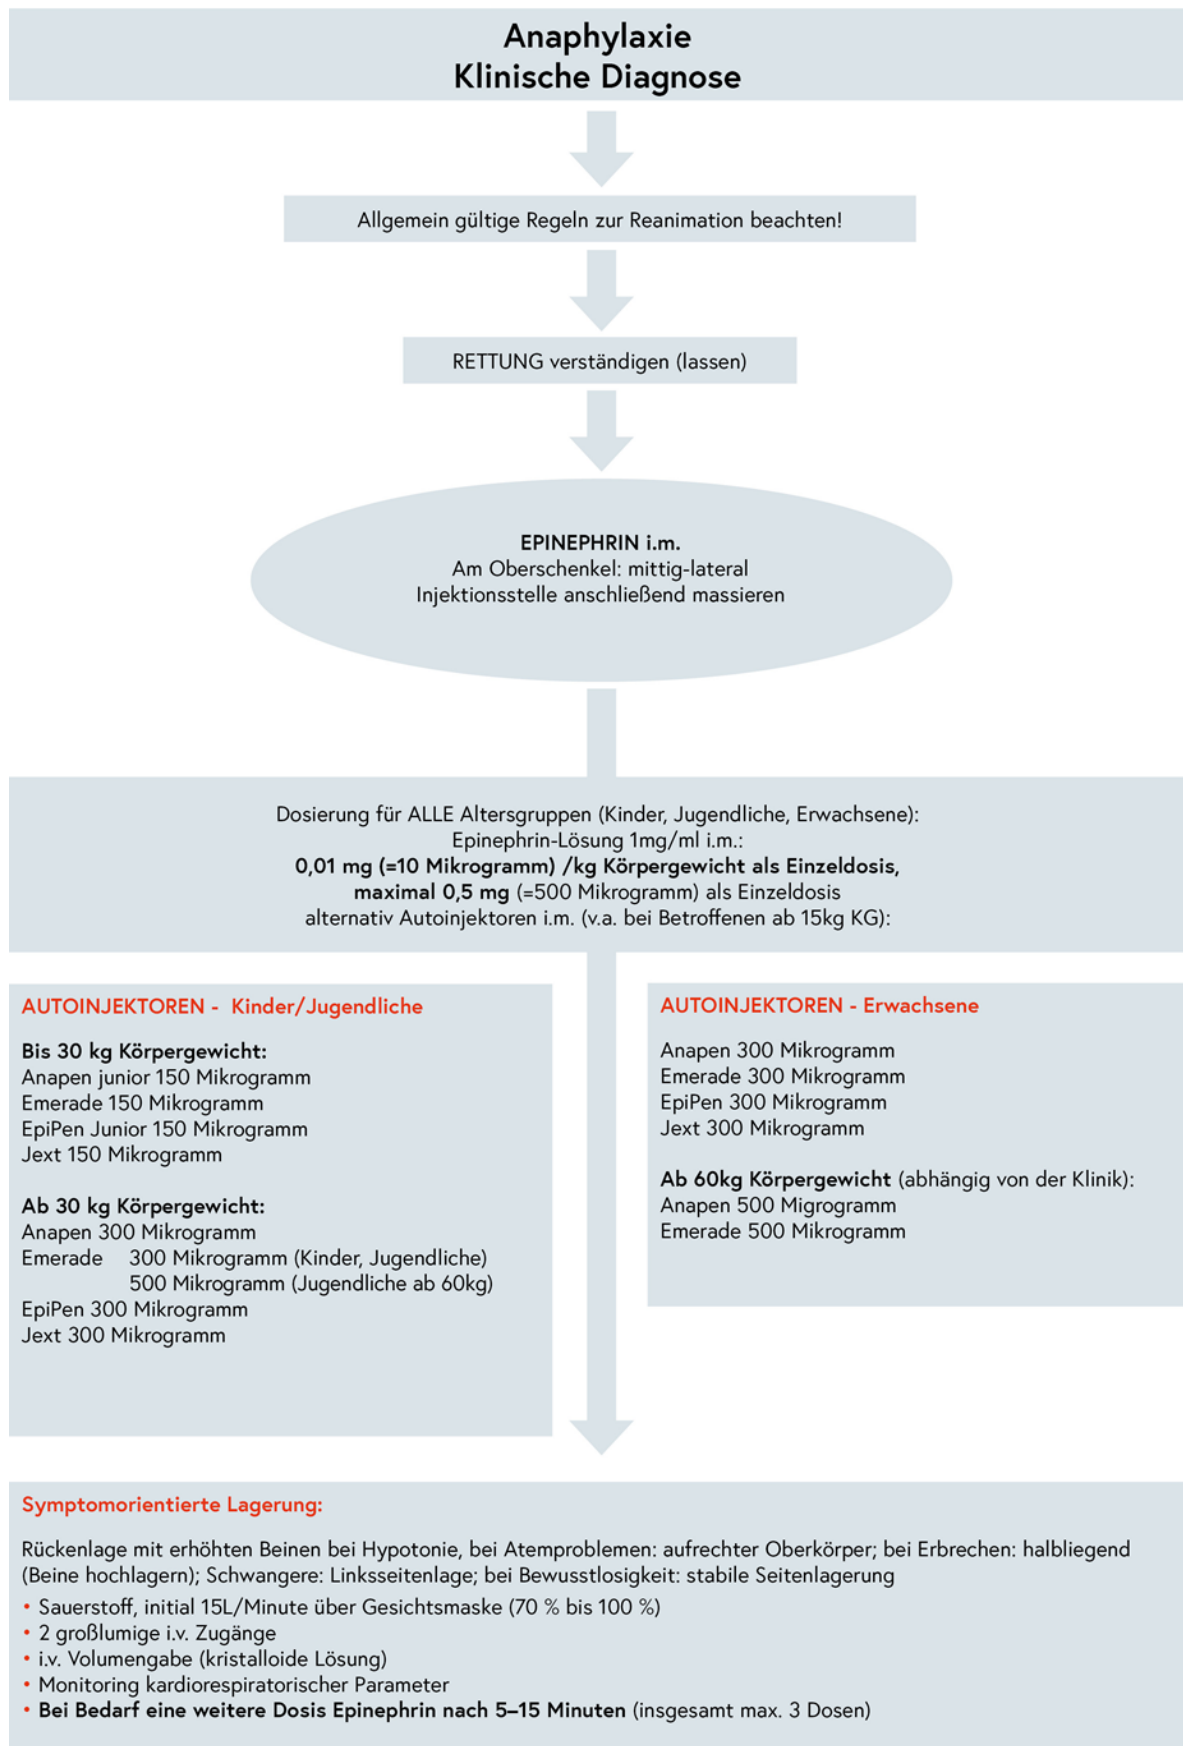 Anaphylaxie
Klinische Diagnose
Allgemein gültige Regeln zur Reanimation beachten!
RETTUNG verständigen (lassen)
EPINEPHRIN i.m.
Am Oberschenkel: mittig-lateral
Injektionsstelle anschließend massieren
Dosierung für ALLE Altersgruppen (Kinder, Jugendliche, Erwachsene):
Epinephrin-Lösung 1mg/ml i.m.:
0,01 mg (=10 Mikrogramm) /kg Körpergewicht als Einzeldosis,
maximal 0,5 mg (=500 Mikrogramm) als Einzeldosis
alternativ Autoinjektoren i.m. (v.a. bei Betroffenen ab 15kg KG):
AUTOINJEKTOREN - Kinder/Jugendliche
Bis 30 kg Körpergewicht:
Anapen junior 150 Mikrogramm
Emerade 150 Mikrogramm
EpiPen Junior 150 Mikrogramm
Jext 150 Mikrogramm
Ab 30 kg Körpergewicht:
Anapen 300 Mikrogramm
Emerade 300 Mikrogramm (Kinder, Jugendliche)
500 Mikrogramm (Jugendliche ab 60kg)
EpiPen 300 Mikrogramm
Jext 300 Mikrogramm
AUTOINJEKTOREN - Erwachsene
Anapen 300 Mikrogramm
Emerade 300 Mikrogramm
EpiPen 300 Mikrogramm
Jext 300 Mikrogramm
Ab 60kg Körpergewicht (abhängig von der Klinik):
Anapen 500 Migrogramm
Emerade 500 Mikrogramm
Symptomorientierte Lagerung:
Rückenlage mit erhöhten Beinen bei Hypotonie, bei Atemproblemen: aufrechter Oberkörper; bei Erbrechen: halbliegend
(Beine hochlagern); Schwangere: Linksseitenlage; bei Bewusstlosigkeit: stabile Seitenlagerung
• Sauerstoff, initial 15L/Minute über Gesichtsmaske (70 % bis 100 %)
• 2 großlumige i.v. Zugänge
• i.v. Volumengabe (kristalloide Lösung)
• Monitoring kardiorespiratorischer Parameter
• Bei Bedarf eine weitere Dosis Epinephrin nach 5–15 Minuten (insgesamt max. 3 Dosen)